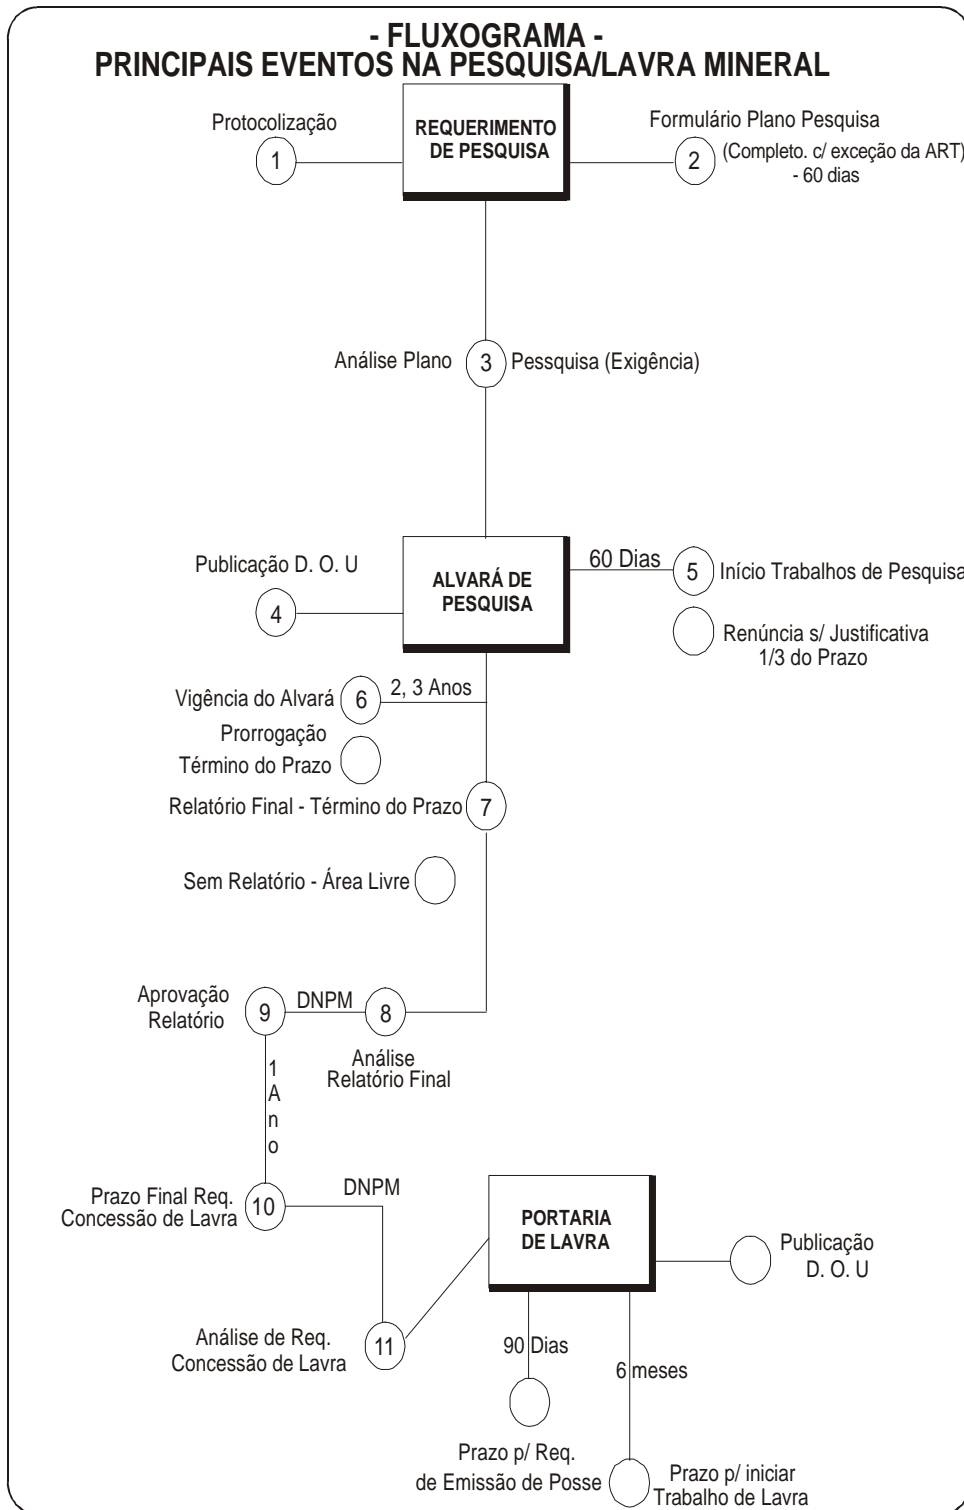 - FLUXOGRAMA -
PRINCIPAIS EVENTOS NA PESQUISA/LAVRA MINERAL
Protocolização
1
REQUERIMENTO
DE PESQUISA
Formulário Plano Pesquisa
2
(Completo. c/ exceção da ART)
- 60 dias
Análise Plano
3
Pessquisa (Exigência)
Publicação D. O. U
4
ALVARÁ DE
PESQUISA
60 Dias
5
Início Trabalhos de Pesquisa
Renúncia s/ Justificativa
1/3 do Prazo
Vigência do Alvará
6
2, 3 Anos
Prorrogação
Término do Prazo
Relatório Final - Término do Prazo
7
Sem Relatório - Área Livre
Aprovação
Relatório
9
DNPM
8
Análise
Relatório Final
1
A
n
o
Prazo Final Req.
Concessão de Lavra
10
DNPM
Análise de Req.
Concessão de Lavra
11
PORTARIA
DE LAVRA
Publicação
D. O. U
90 Dias
6 meses
Prazo p/ Req.
de Emissão de Posse
Prazo p/ iniciar
Trabalho de Lavra